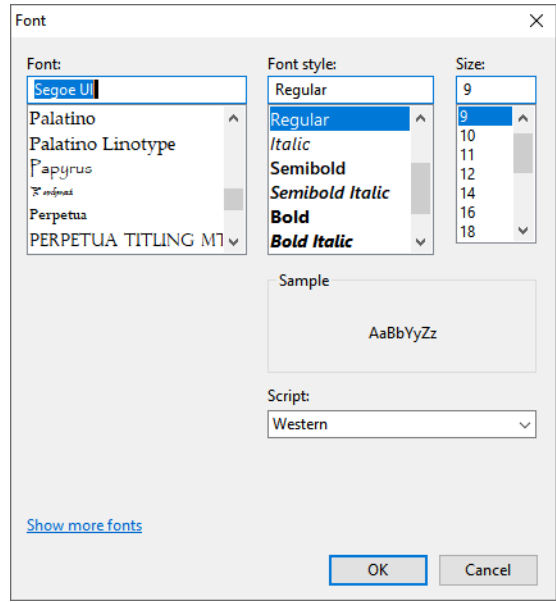 Font
Font:
Segoe UI
Palatino
Palatino Linotype
Papyrus
Perpetua
PERPETUA TITLING MT
Font style:
Regular
Regular
Italic
Semibold
Semibold Italic
Bold
Bold Italic
Size:
9
9
10
11
12
14
16
18
Sample
AaBbYyZz
Script:
Western
Show more fonts
OK
Cancel